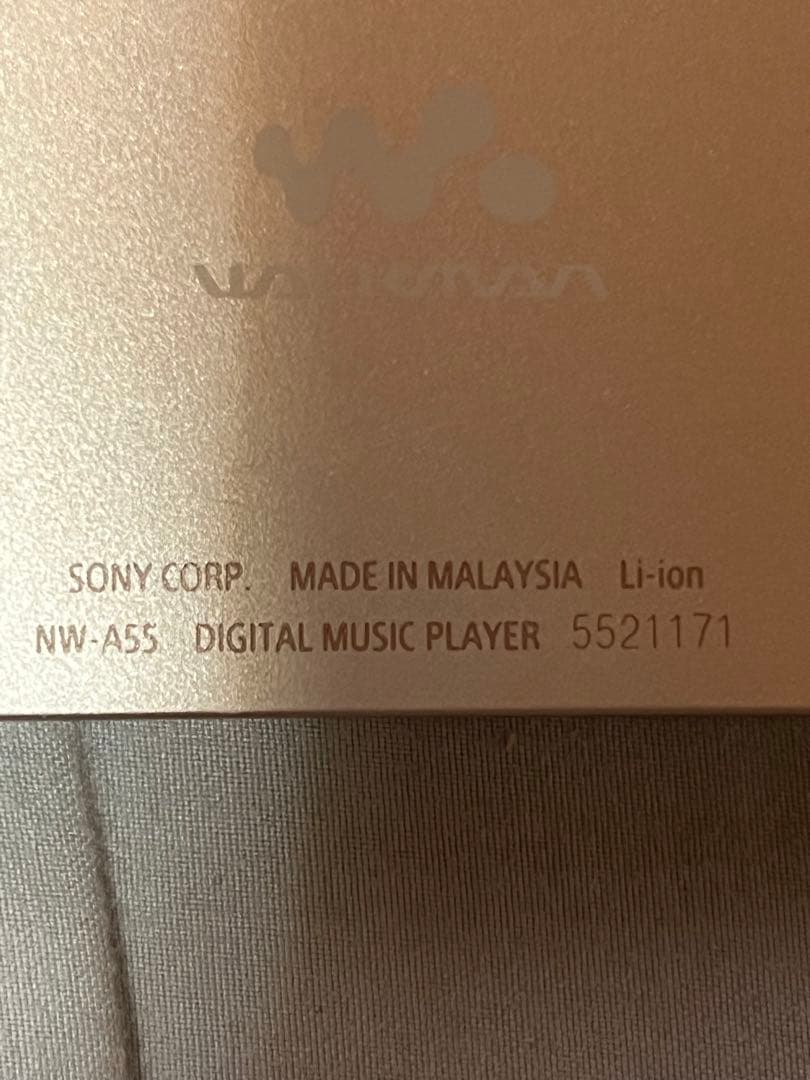 WALKMAN
SONY CORP. MADE IN MALAYSIA Li-ion
NW-A55 DIGITAL MUSIC PLAYER 5521171